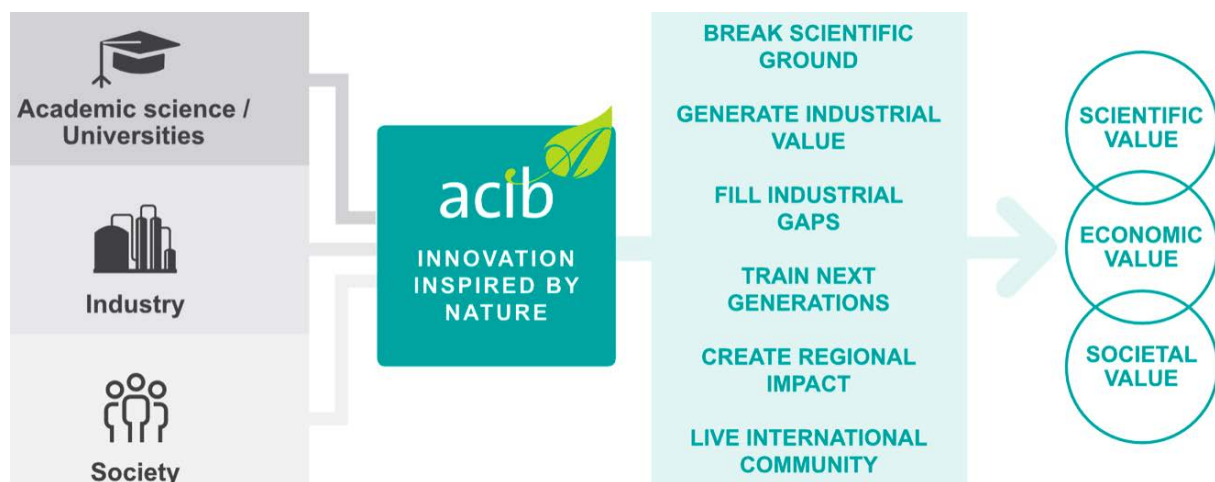 Academic science /
Universities
Industry
Society
acib
INNOVATION
INSPIRED BY
NATURE
BREAK SCIENTIFIC
GROUND
GENERATE INDUSTRIAL
VALUE
FILL INDUSTRIAL
GAPS
TRAIN NEXT
GENERATIONS
CREATE REGIONAL
IMPACT
LIVE INTERNATIONAL
COMMUNITY
SCIENTIFIC
VALUE
ECONOMIC
VALUE
SOCIETAL
VALUE